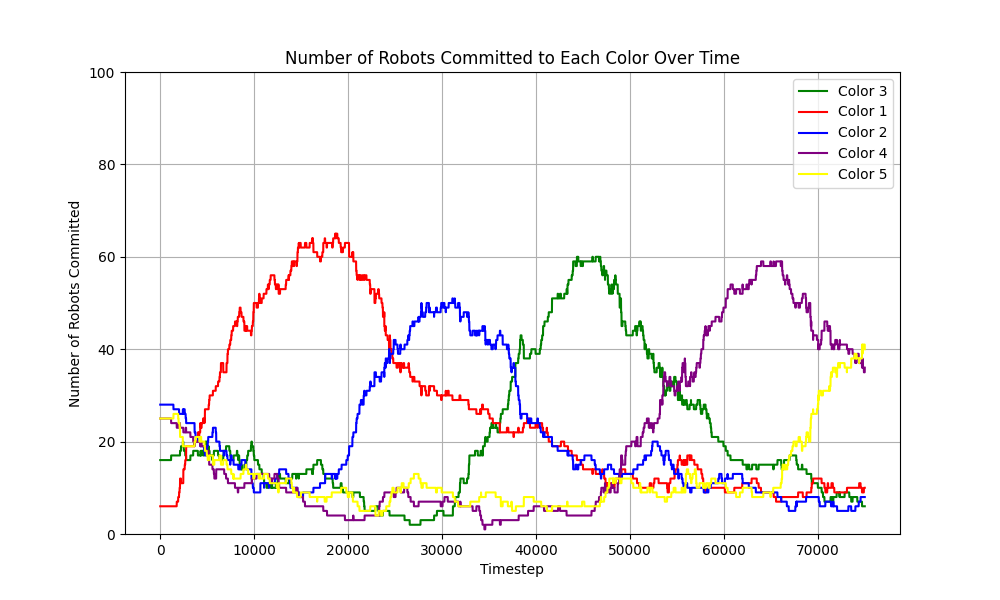 Number of Robots Committed to Each Color Over Time
Number of Robots Committed
100
80
60
40
20
0
Color 3
Color 1
Color 2
Color 4
Color 5
0 10000 20000 30000 40000 50000 60000 70000
Timestep